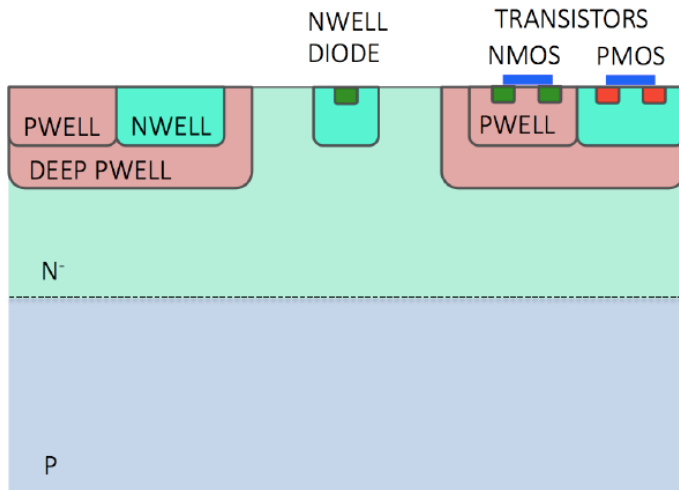 NWELL
DIODE
TRANSISTORS
NMOS PMOS
PWELL NWELL
DEEP PWELL
PWELL
N⁻
P